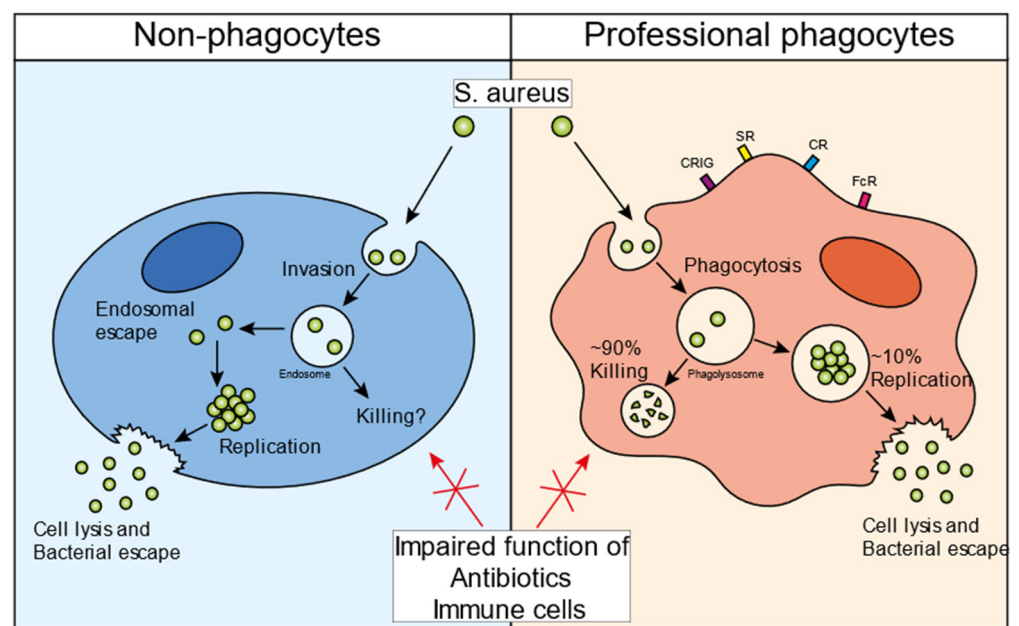 Non-phagocytes
Professional phagocytes
S. aureus
CRIG
SR
CR
FcR
Invasion
Endosomal
escape
Endosome
Killing?
Replication
Cell lysis and
Bacterial escape
Phagocytosis
Phagolysosome
~90%
Killing
~10%
Replication
Cell lysis and
Bacterial escape
Impaired function of
Antibiotics
Immune cells